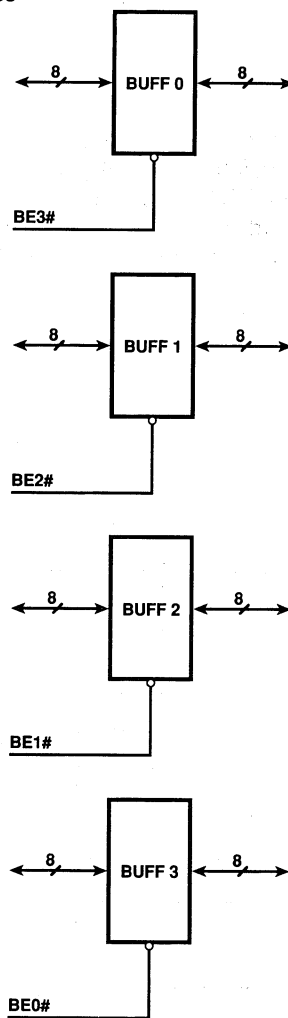 8 BUFF 0 8
BE3#
8 BUFF 1 8
BE2#
8 BUFF 2 8
BE1#
8 BUFF 3 8
BE0#